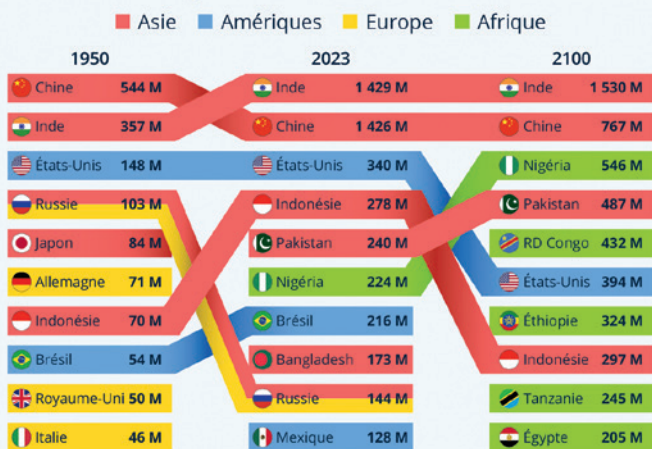 Asie Amériques Europe Afrique
1950 2023 2100
Chine 544 M Inde 1 429 M Inde 1 530 M
Inde 357 M Chine 1 426 M Chine 767 M
États-Unis 148 M États-Unis 340 M Nigéria 546 M
Russie 103 M Indonésie 278 M Pakistan 487 M
Japon 84 M Pakistan 240 M RD Congo 432 M
Allemagne 71 M Nigéria 224 M États-Unis 394 M
Indonésie 70 M Brésil 216 M Éthiopie 324 M
Brésil 54 M Bangladesh 173 M Indonésie 297 M
Royaume-Uni 50 M Russie 144 M Tanzanie 245 M
Italie 46 M Mexique 128 M Égypte 205 M